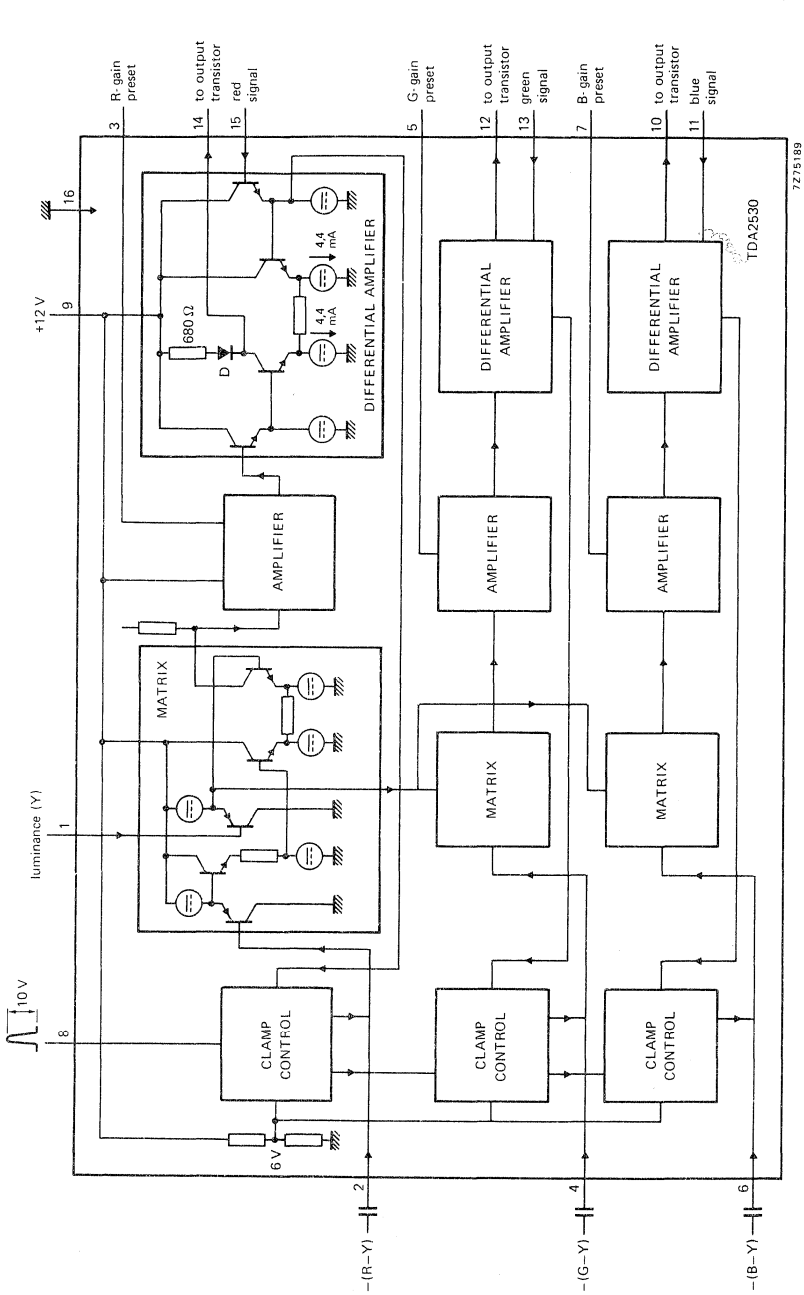 luminance (Y)
+12 V
10 V
8
1
9
16
R-gain
preset
3
to output
transistor
14
15
red
signal
680 Ω
D
4,4
mA
4,4
mA
DIFFERENTIAL AMPLIFIER
MATRIX
AMPLIFIER
CLAMP
CONTROL
6 V
2
–(R–Y)
G-gain
preset
5
to output
transistor
12
13
green
signal
CLAMP
CONTROL
MATRIX
AMPLIFIER
DIFFERENTIAL
AMPLIFIER
4
–(G–Y)
B-gain
preset
7
to output
transistor
10
11
blue
signal
CLAMP
CONTROL
MATRIX
AMPLIFIER
DIFFERENTIAL
AMPLIFIER
6
–(B–Y)
TDA2530
7Z75189